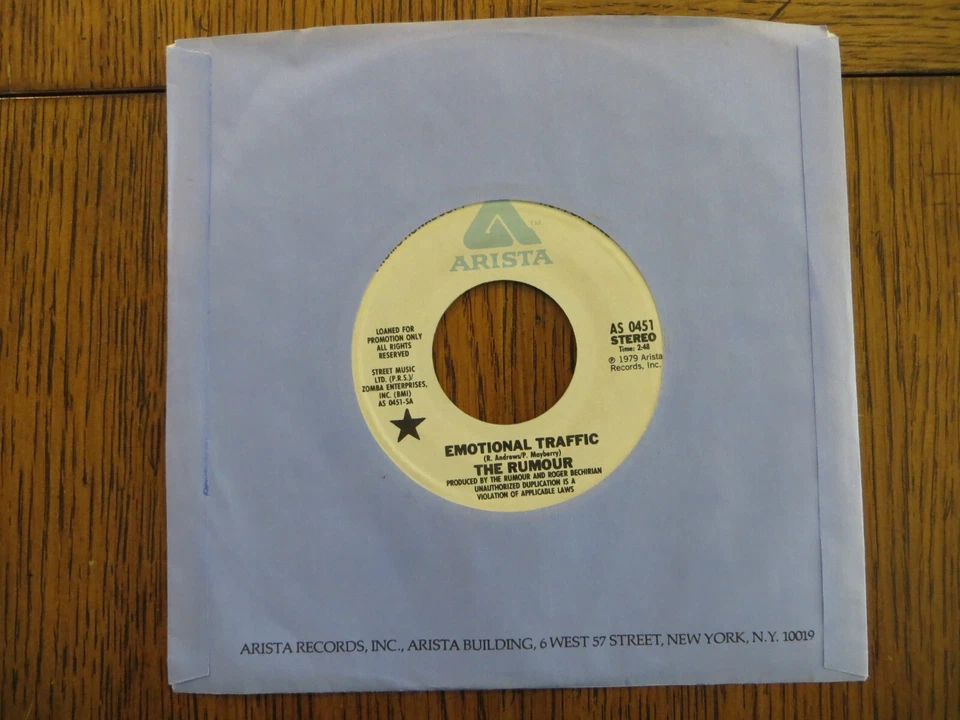 TM
ARISTA
LOANED FOR
PROMOTION ONLY
ALL RIGHTS
RESERVED
STREET MUSIC
LTD. (P.R.S.)/
ZOMBA ENTERPRISES,
INC. (BMI)
AS 0451-SA
AS 0451
STEREO
Time: 2:48
℗ 1979 Arista
Records, Inc.
EMOTIONAL TRAFFIC
(R. Andrews/P. Mayberry)
THE RUMOUR
PRODUCED BY THE RUMOUR AND ROGER BECHIRIAN
UNAUTHORIZED DUPLICATION IS A
VIOLATION OF APPLICABLE LAWS
ARISTA RECORDS, INC., ARISTA BUILDING, 6 WEST 57 STREET, NEW YORK, N.Y. 10019